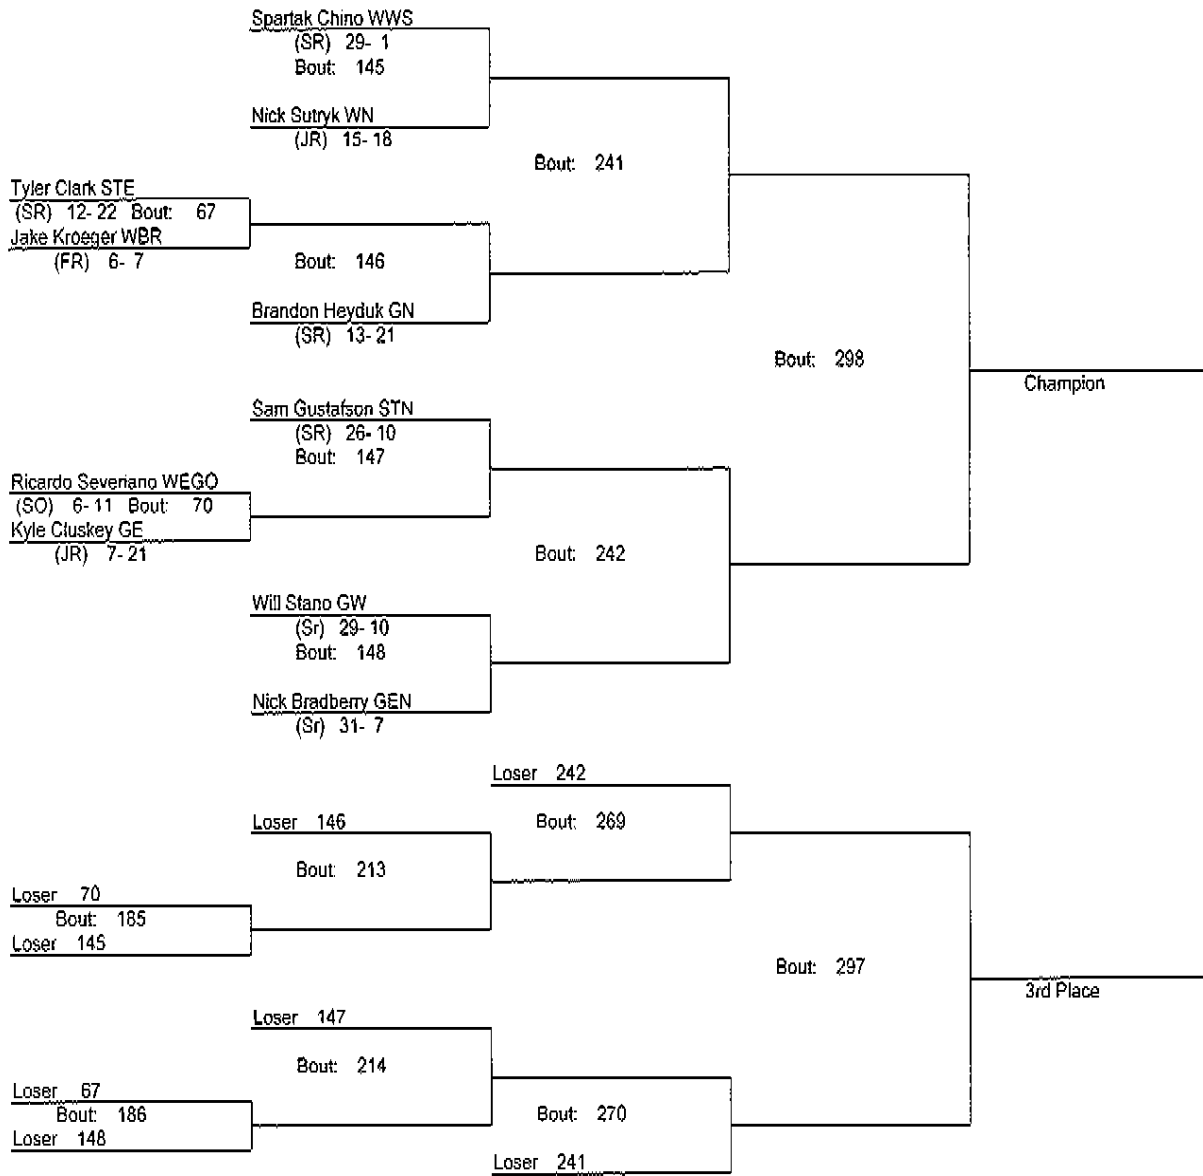 Spartak Chino WWS
(SR) 29- 1
Bout: 145
Nick Sutryk WN
(JR) 15- 18
Bout: 241
Tyler Clark STE
(SR) 12- 22 Bout: 67
Jake Kroeger WBR
(FR) 6- 7
Bout: 146
Brandon Heyduk GN
(SR) 13- 21
Bout: 298
Champion
Sam Gustafson STN
(SR) 26- 10
Bout: 147
Ricardo Severiano WEGO
(SO) 6- 11 Bout: 70
Kyle Cluskey GE
(JR) 7- 21
Bout: 242
Will Stano GW
(Sr) 29- 10
Bout: 148
Nick Bradberry GEN
(Sr) 31- 7
Loser 242
Bout: 269
Loser 146
Bout: 213
Loser 70
Bout: 185
Loser 145
Bout: 297
3rd Place
Loser 147
Bout: 214
Loser 67
Bout: 186
Loser 148
Bout: 270
Loser 241